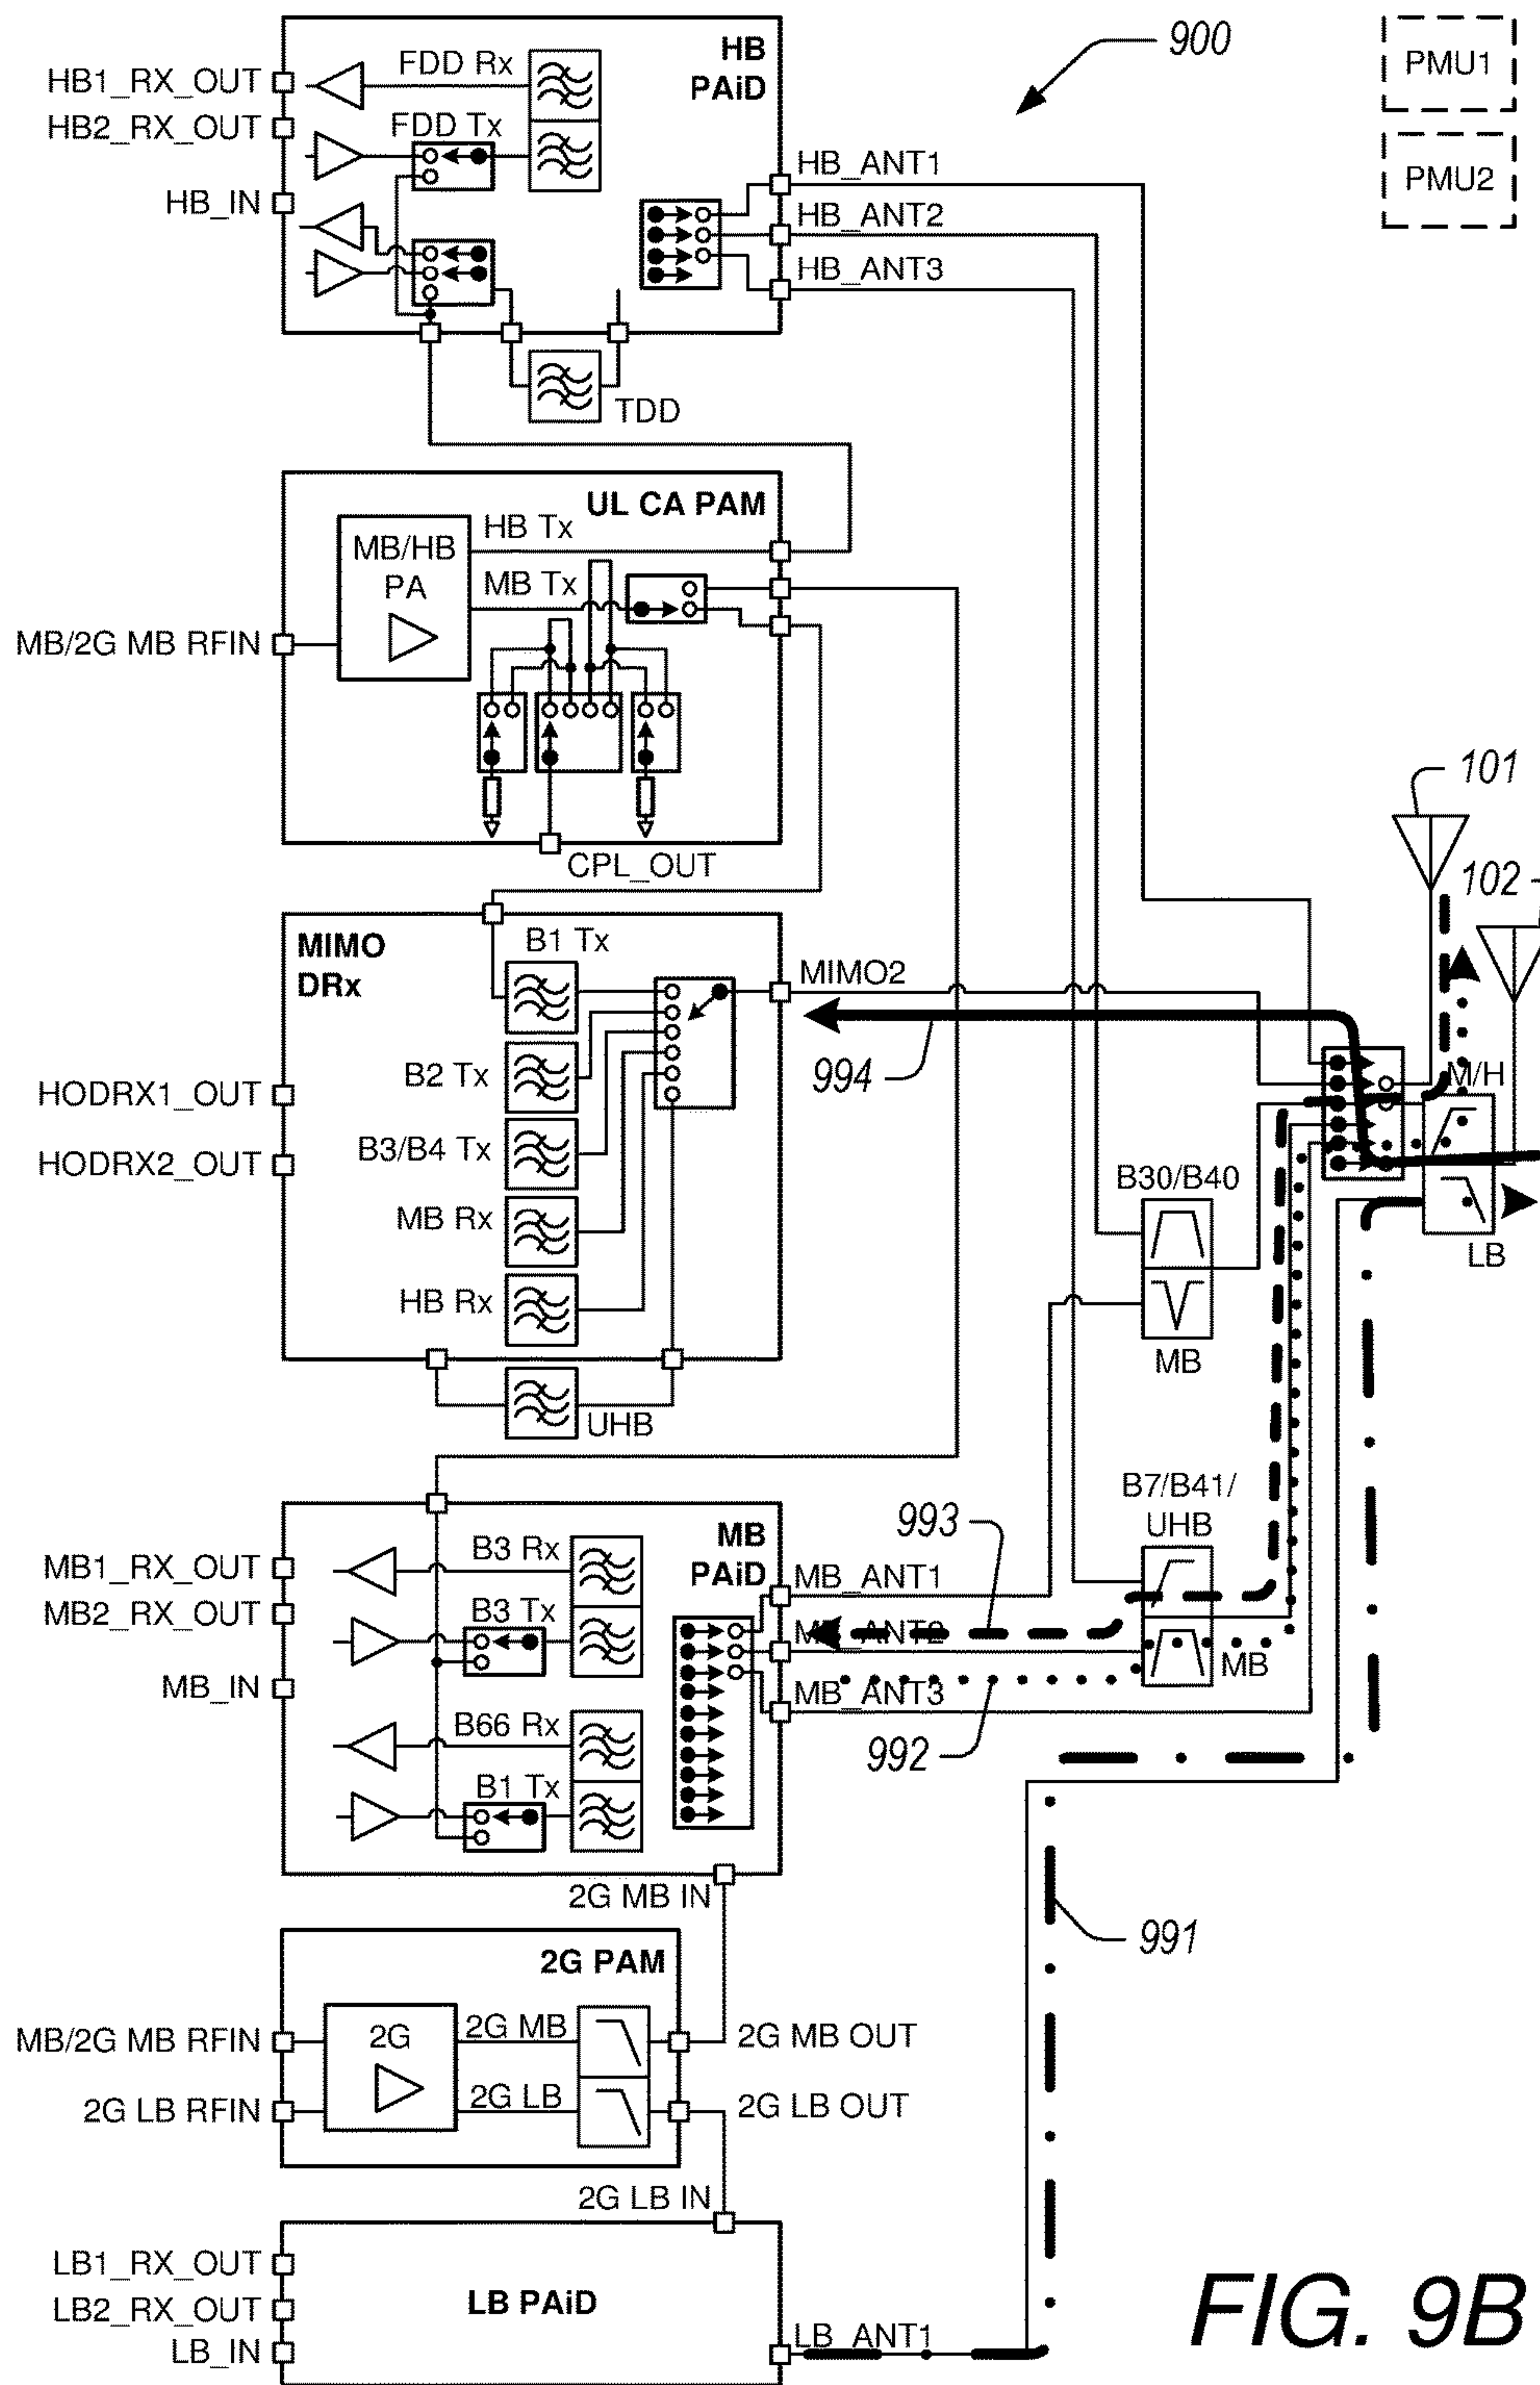 HB
PAiD
900
PMU1
PMU2
HB1_RX_OUT
FDD Rx
HB2_RX_OUT
FDD Tx
HB_IN
HB_ANT1
HB_ANT2
HB_ANT3
TDD
UL CA PAM
HB Tx
MB/HB
PA
MB Tx
MB/2G MB RFIN
CPL_OUT
101
102
MIMO
DRx
B1 Tx
MIMO2
994
M/H
B2 Tx
HODRX1_OUT
B3/B4 Tx
HODRX2_OUT
B30/B40
MB Rx
LB
HB Rx
MB
UHB
B7/B41/
UHB
993
MB
PAiD
B3 Rx
MB1_RX_OUT
MB_ANT1
MB2_RX_OUT
B3 Tx
MB_ANT2
MB
MB_IN
MB_ANT3
B66 Rx
992
B1 Tx
2G MB IN
991
2G PAM
2G
2G MB
MB/2G MB RFIN
2G MB OUT
2G LB
2G LB RFIN
2G LB OUT
2G LB IN
LB1_RX_OUT
LB PAiD
LB2_RX_OUT
LB_IN
LB_ANT1
FIG. 9B